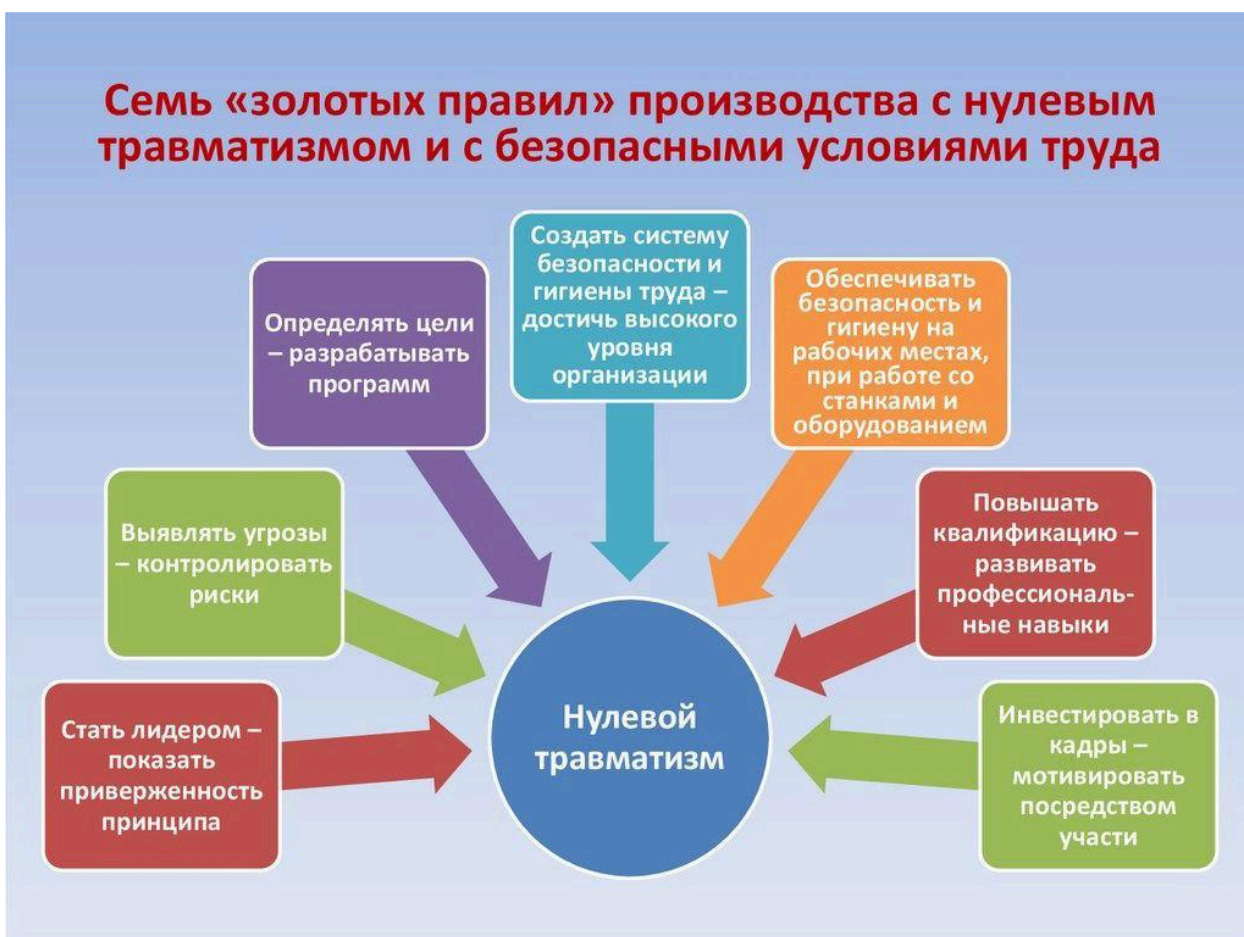 Семь «золотых правил» производства с нулевым
травматизмом и с безопасными условиями труда
Стать лидером –
показать
приверженность
принципа
Выявлять угрозы
– контролировать
риски
Определять цели
– разрабатывать
программ
Создать систему
безопасности и
гигиены труда –
достичь высокого
уровня
организации
Обеспечивать
безопасность и
гигиену на
рабочих местах,
при работе со
станками и
оборудованием
Повышать
квалификацию –
развивать
профессиональ-
ные навыки
Инвестировать в
кадры –
мотивировать
посредством
участи
Нулевой
травматизм